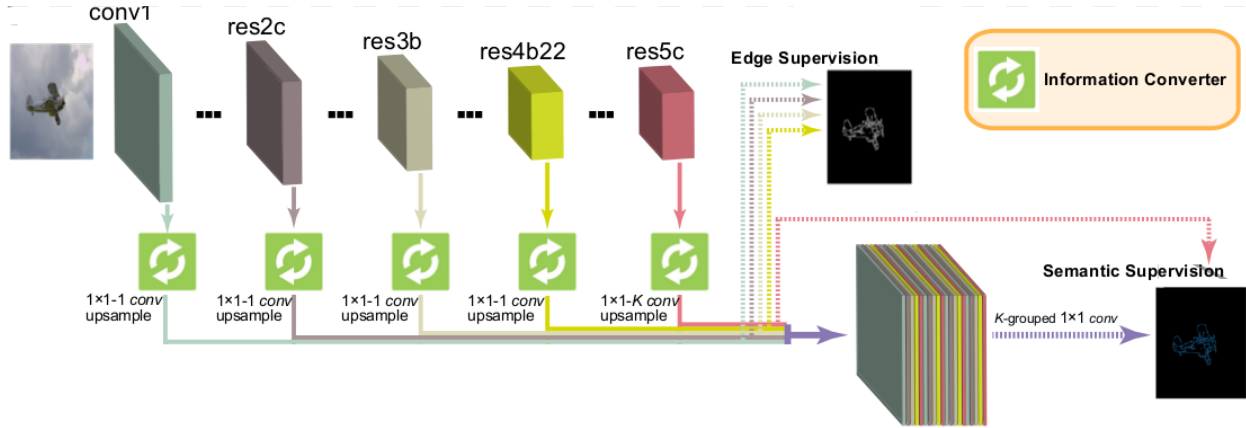 conv1
res2c
res3b
res4b22
res5c
Edge Supervision
Information Converter
Semantic Supervision
1×1-1 conv
upsample
1×1-1 conv
upsample
1×1-1 conv
upsample
1×1-1 conv
upsample
1×1-K conv
upsample
K-grouped 1×1 conv